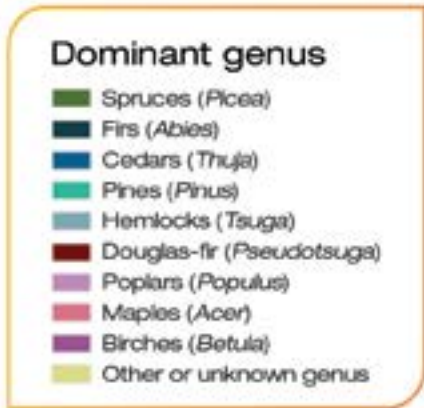 Dominant genus
Spruces (Picea)
Firs (Abies)
Cedars (Thuja)
Pines (Pinus)
Hemlocks (Tsuga)
Douglas-fir (Pseudotsuga)
Poplars (Populus)
Maples (Acer)
Birches (Betula)
Other or unknown genus